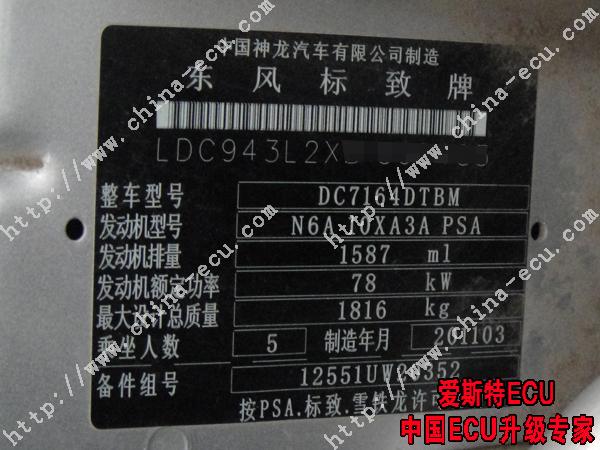 中国神龙汽车有限公司制造
东风标致牌
LDC943L2X
整车型号 DC7164DTBM
发动机型号 N6A 10XA3A PSA
发动机排量 1587 ml
发动机额定功率 78 kW
最大设计总质量 1816 kg
乘坐人数 5 制造年月 201103
备件组号
按PSA.标致.雪铁龙许可
爱斯特ECU
中国ECU升级专家
http://www.china-ecu.com